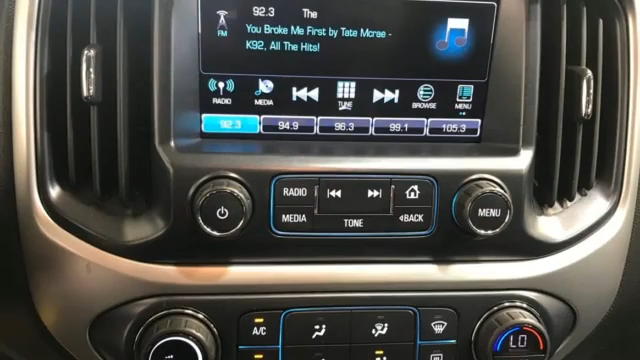 92.3 The
FM
You Broke Me First by Tate Mcrae -
K92, All The Hits!
RADIO MEDIA TUNE BROWSE MENU
92.3 94.9 96.3 99.1 105.3
RADIO
MEDIA TONE BACK
MENU
A/C
LO